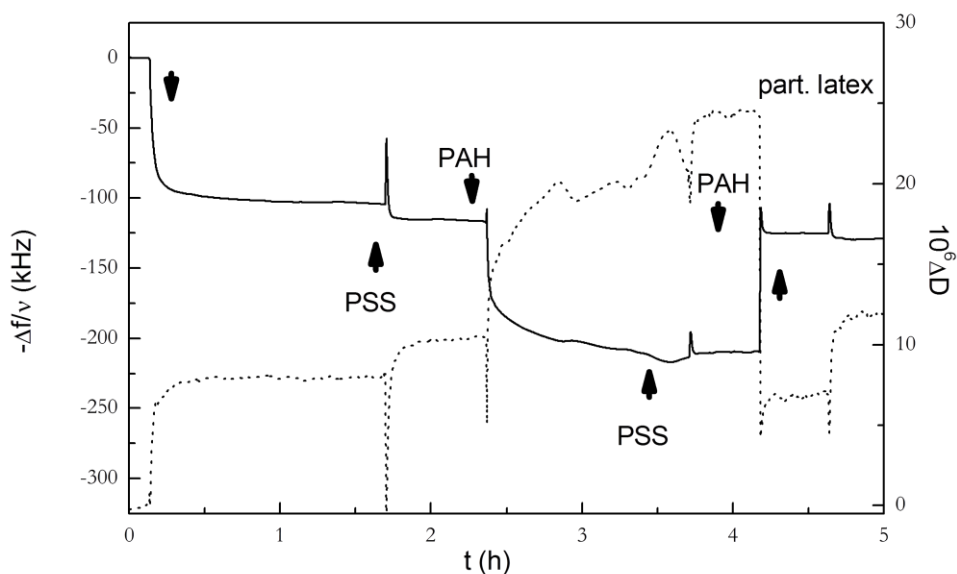 -Δf/ν (kHz)
0
-50
-100
-150
-200
-250
-300
PSS
PAH
PSS
PAH
part. latex
30
20
10
0
10⁶ΔD
0
1
2
3
4
5
t (h)